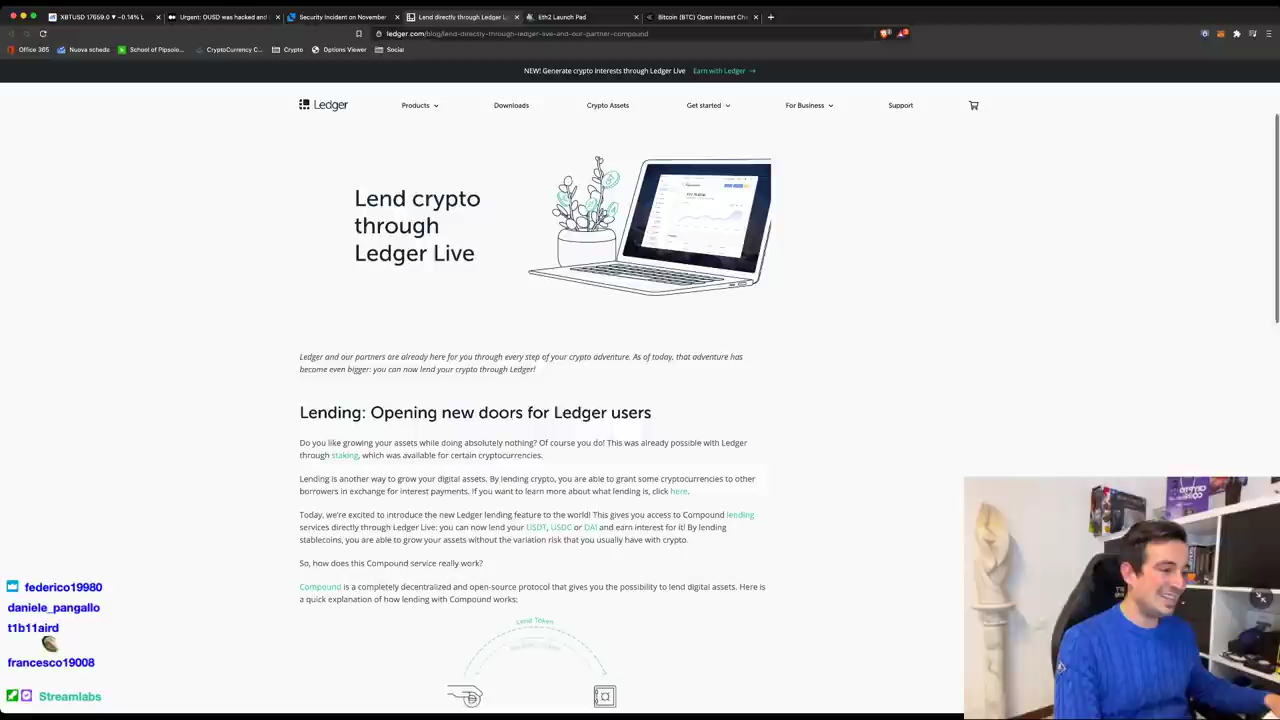 XBTUSD 17659.0 ▼ −0.14% L
Urgent: OUSD was hacked and
Security Incident on November
Lend directly through Ledger Li
Eth2 Launch Pad
Bitcoin (BTC) Open Interest Ch
ledger.com/blog/lend-directly-through-ledger-live-and-our-partner-compound
Office 365
Nuova scheda
School of Pipsolo...
CryptoCurrency C...
Crypto
Options Viewer
Social
NEW! Generate crypto interests through Ledger Live Earn with Ledger →
Ledger
Products
Downloads
Crypto Assets
Get started
For Business
Support
Lend crypto
through
Ledger Live
Ledger and our partners are already here for you through every step of your crypto adventure. As of today, that adventure has
become even bigger: you can now lend your crypto through Ledger!
Lending: Opening new doors for Ledger users
Do you like growing your assets while doing absolutely nothing? Of course you do! This was already possible with Ledger
through staking, which was available for certain cryptocurrencies.
Lending is another way to grow your digital assets. By lending crypto, you are able to grant some cryptocurrencies to other
borrowers in exchange for interest payments. If you want to learn more about what lending is, click here.
Today, we're excited to introduce the new Ledger lending feature to the world! This gives you access to Compound lending
services directly through Ledger Live: you can now lend your USDT, USDC or DAI and earn interest for it! By lending
stablecoins, you are able to grow your assets without the variation risk that you usually have with crypto.
So, how does this Compound service really work?
Compound is a completely decentralized and open-source protocol that gives you the possibility to lend digital assets. Here is
a quick explanation of how lending with Compound works:
Lend Token
federico19980
daniele_pangallo
t1b11aird
francesco19008
Streamlabs